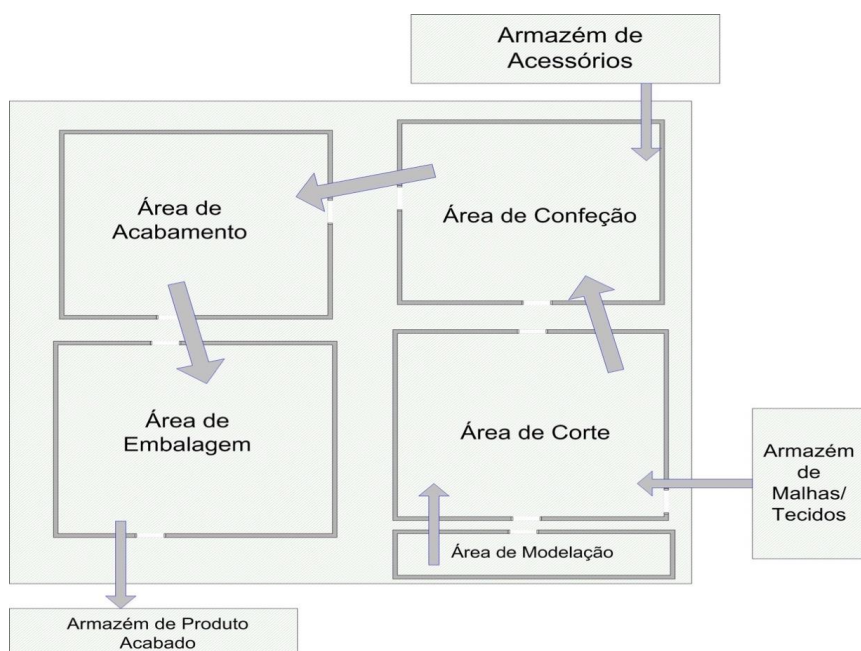 Armazém de
Acessórios
Área de
Acabamento
Área de Confeção
Área de
Embalagem
Área de Corte
Armazém
de
Malhas/
Tecidos
Área de Modelação
Armazém de Produto
Acabado